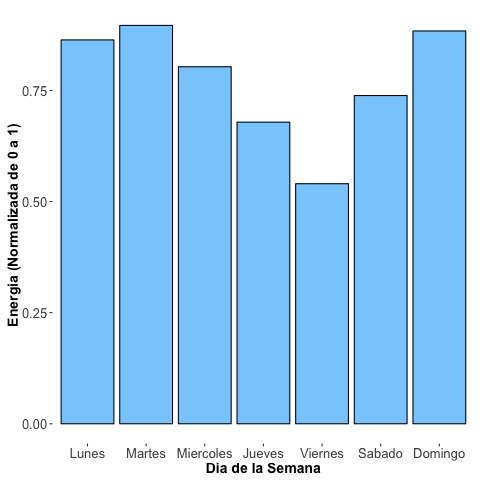 Energia (Normalizada de 0 a 1)
0.75
0.50
0.25
0.00
Lunes Martes Miercoles Jueves Viernes Sabado Domingo
Dia de la Semana